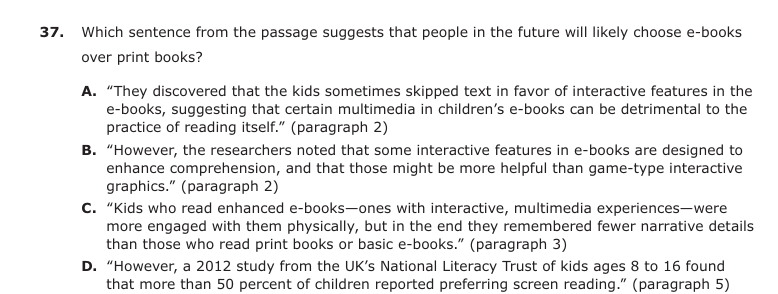 37. Which sentence from the passage suggests that people in the future will likely choose e-books
over print books?
A. “They discovered that the kids sometimes skipped text in favor of interactive features in the
e-books, suggesting that certain multimedia in children’s e-books can be detrimental to the
practice of reading itself.” (paragraph 2)
B. “However, the researchers noted that some interactive features in e-books are designed to
enhance comprehension, and that those might be more helpful than game-type interactive
graphics.” (paragraph 2)
C. “Kids who read enhanced e-books—ones with interactive, multimedia experiences—were
more engaged with them physically, but in the end they remembered fewer narrative details
than those who read print books or basic e-books.” (paragraph 3)
D. “However, a 2012 study from the UK’s National Literacy Trust of kids ages 8 to 16 found
that more than 50 percent of children reported preferring screen reading.” (paragraph 5)